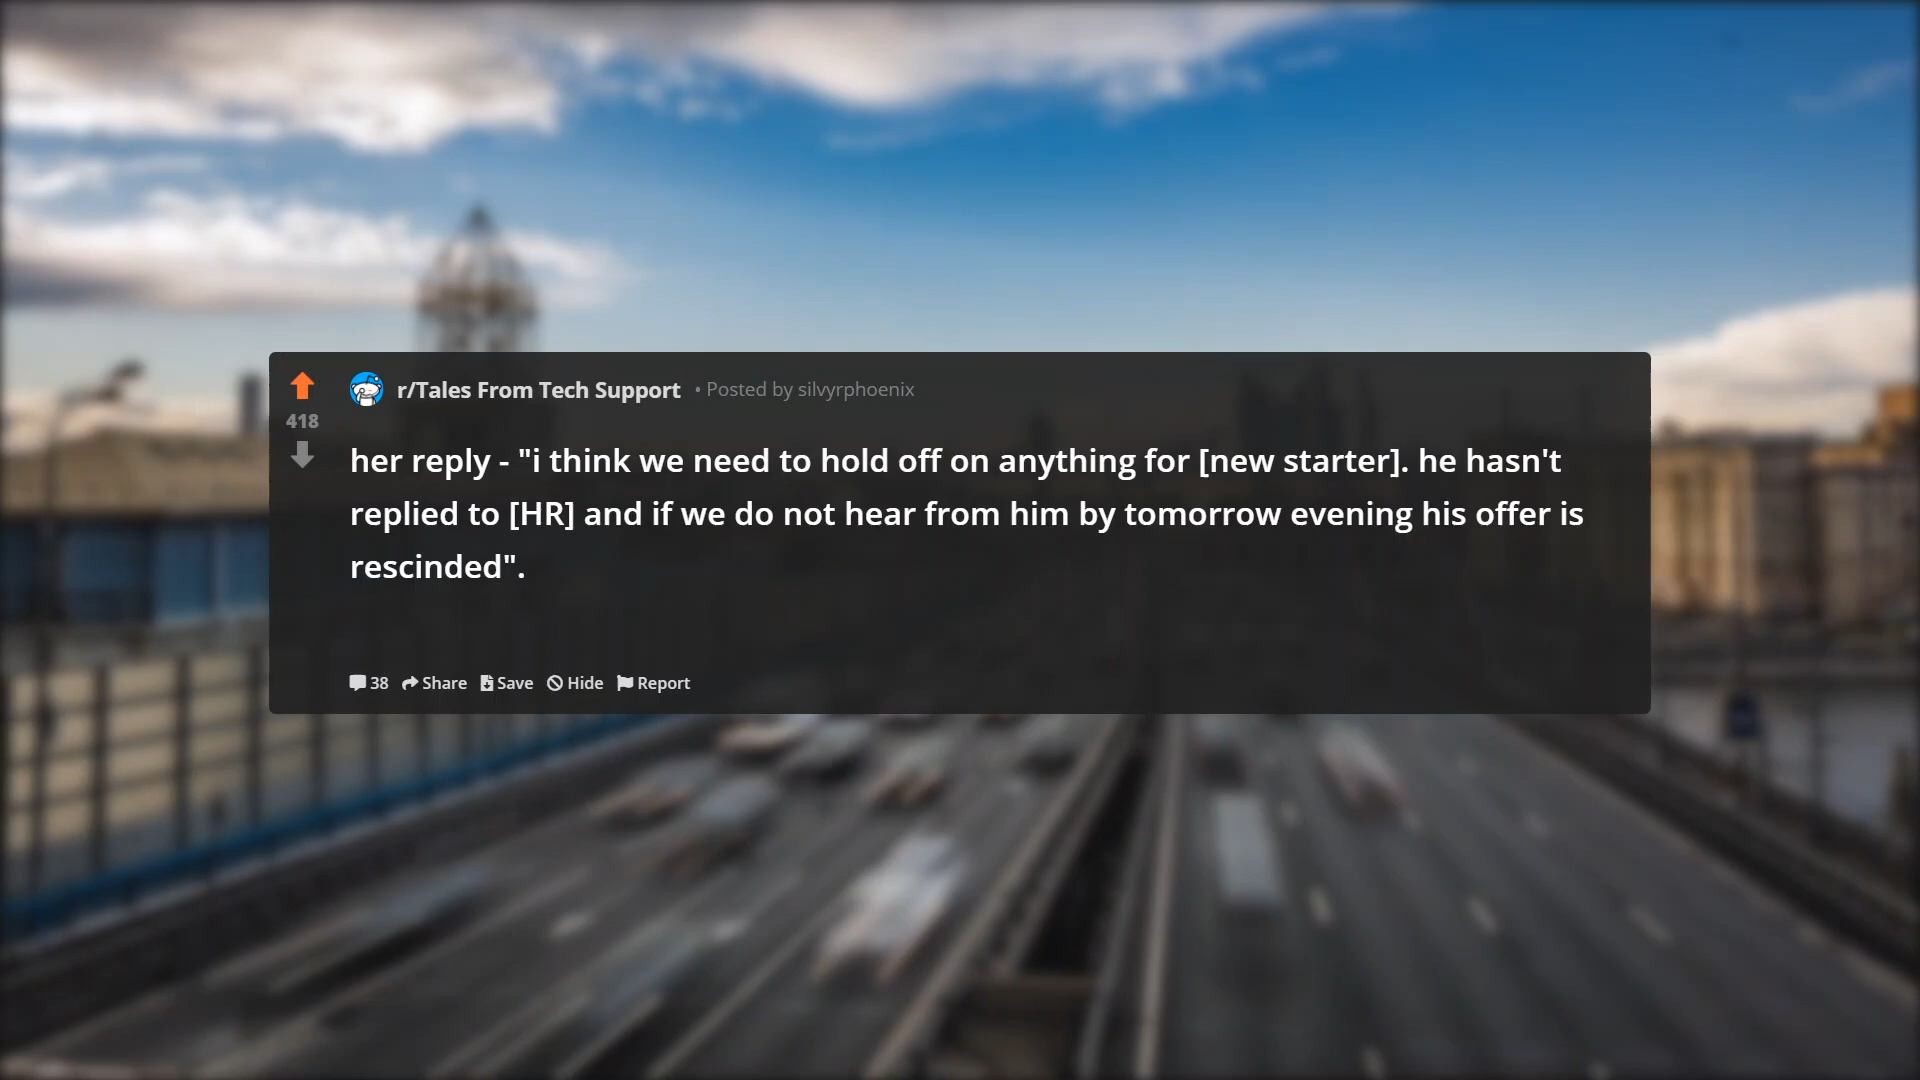 r/Tales From Tech Support • Posted by silvyrphoenix
418
her reply - "i think we need to hold off on anything for [new starter]. he hasn't
replied to [HR] and if we do not hear from him by tomorrow evening his offer is
rescinded".
38 Share Save Hide Report